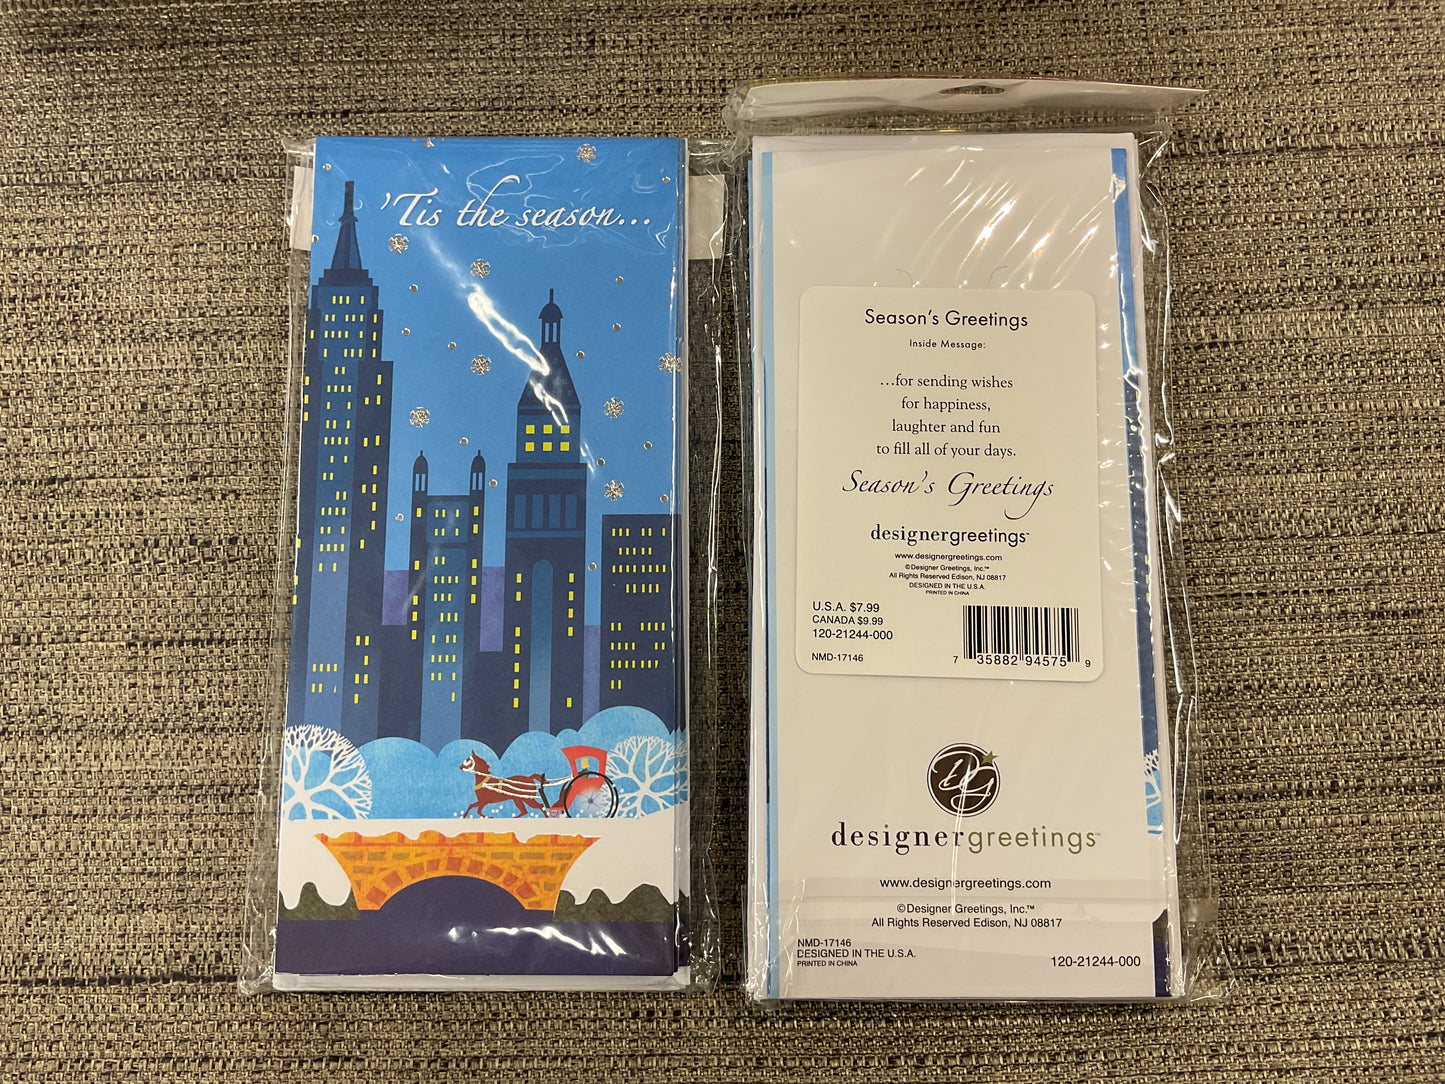 'Tis the season...
Season's Greetings
Inside Message:
...for sending wishes
for happiness,
laughter and fun
to fill all of your days.
Season's Greetings
designergreetings™
www.designergreetings.com
©Designer Greetings, Inc.™
All Rights Reserved Edison, NJ 08817
DESIGNED IN THE U.S.A.
PRINTED IN CHINA
U.S.A. $7.99
CANADA $9.99
120-21244-000
NMD-17146
7 35882 94575 9
DG
designergreetings™
www.designergreetings.com
©Designer Greetings, Inc.™
All Rights Reserved Edison, NJ 08817
NMD-17146
DESIGNED IN THE U.S.A.
PRINTED IN CHINA
120-21244-000